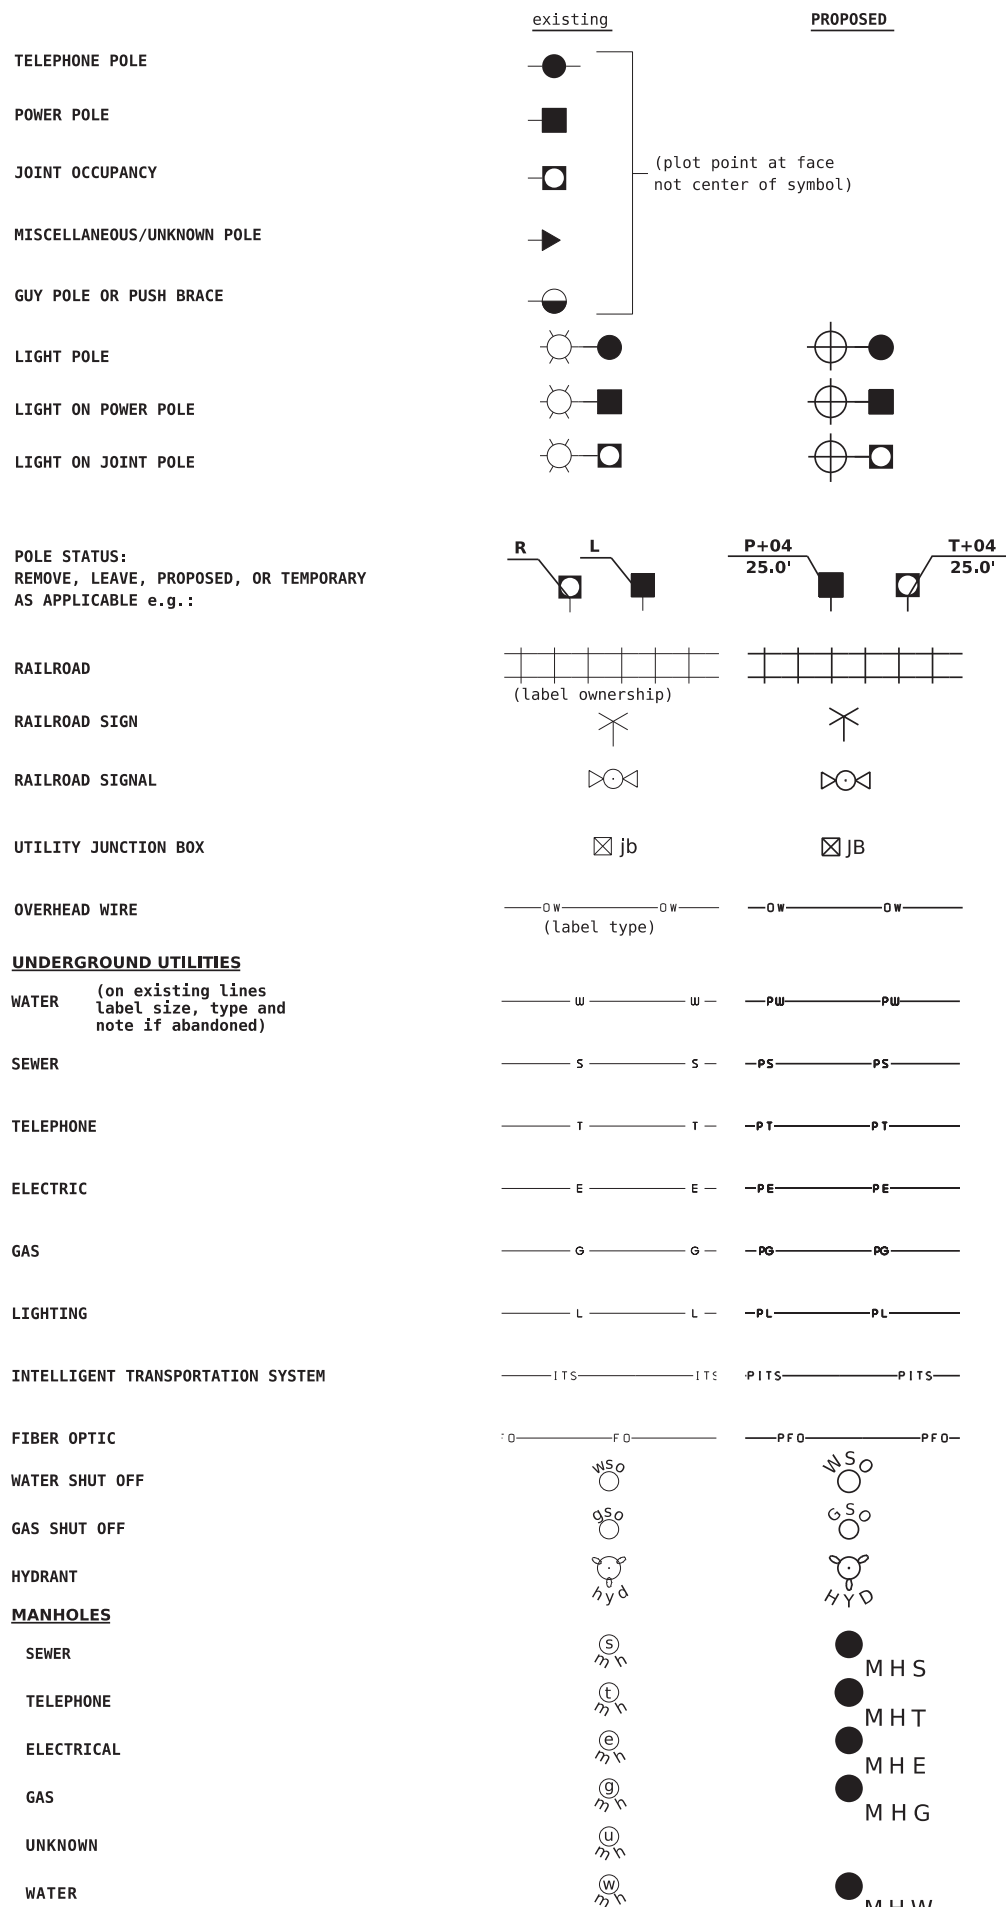 existing PROPOSED
TELEPHONE POLE
POWER POLE
JOINT OCCUPANCY
(plot point at face
not center of symbol)
MISCELLANEOUS/UNKNOWN POLE
GUY POLE OR PUSH BRACE
LIGHT POLE
LIGHT ON POWER POLE
LIGHT ON JOINT POLE
R L P+04 T+04
25.0' 25.0'
POLE STATUS:
REMOVE, LEAVE, PROPOSED, OR TEMPORARY
AS APPLICABLE e.g.:
RAILROAD
(label ownership)
RAILROAD SIGN
RAILROAD SIGNAL
UTILITY JUNCTION BOX jb JB
OVERHEAD WIRE OW OW OW OW
(label type)
UNDERGROUND UTILITIES
WATER (on existing lines
label size, type and
note if abandoned)
W W PW PW
SEWER S S PS PS
TELEPHONE T T PT PT
ELECTRIC E E PE PE
GAS G G PG PG
LIGHTING L L PL PL
INTELLIGENT TRANSPORTATION SYSTEM ITS ITS PITS PITS
FIBER OPTIC FO FO PFO PFO
WATER SHUT OFF wso WSO
GAS SHUT OFF gso GSO
HYDRANT hyd HYD
MANHOLES
SEWER s mh MHS
TELEPHONE t mh MHT
ELECTRICAL e mh MHE
GAS g mh MHG
UNKNOWN u mh
WATER w mh MHW